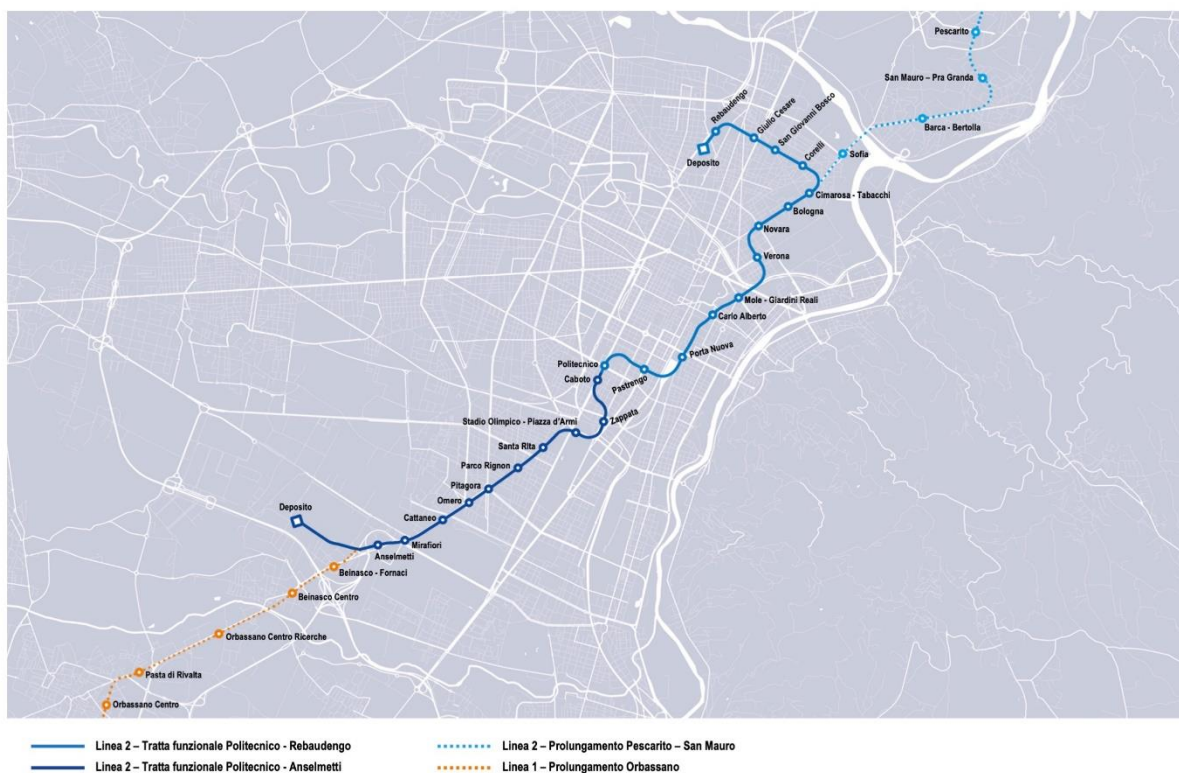 Pescarito
San Mauro – Pra Granda
Barca - Bertolla
Sofia
Rebaudengo
Giulio Cesare
San Giovanni Bosco
Corelli
Deposito
Cimarosa - Tabacchi
Bologna
Novara
Verona
Mole - Giardini Reali
Carlo Alberto
Porta Nuova
Politecnico
Pastrengo
Caboto
Zappata
Stadio Olimpico - Piazza d'Armi
Santa Rita
Parco Rignon
Pitagora
Omero
Cattaneo
Deposito
Mirafiori
Anselmetti
Beinasco - Fornaci
Beinasco Centro
Orbassano Centro Ricerche
Pasta di Rivalta
Orbassano Centro
Linea 2 – Tratta funzionale Politecnico - Rebaudengo
Linea 2 – Prolungamento Pescarito – San Mauro
Linea 2 – Tratta funzionale Politecnico - Anselmetti
Linea 1 – Prolungamento Orbassano